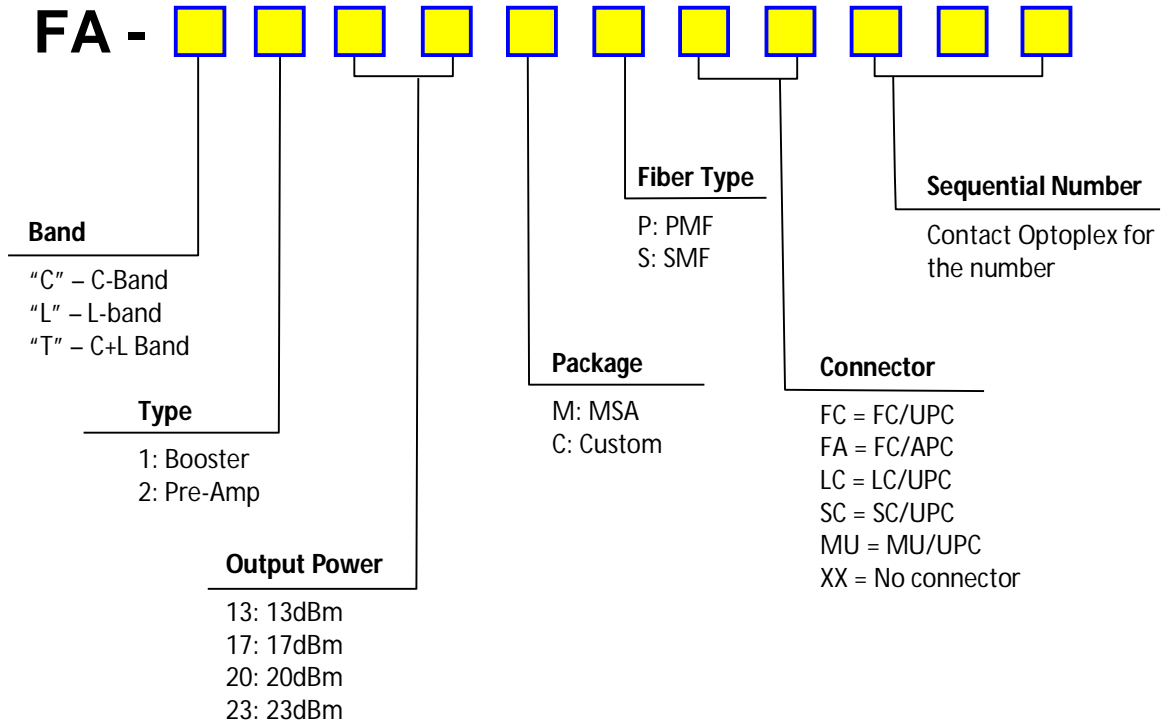 FA -
Band
"C" – C-Band
"L" – L-band
"T" – C+L Band
Type
1: Booster
2: Pre-Amp
Output Power
13: 13dBm
17: 17dBm
20: 20dBm
23: 23dBm
Package
M: MSA
C: Custom
Fiber Type
P: PMF
S: SMF
Connector
FC = FC/UPC
FA = FC/APC
LC = LC/UPC
SC = SC/UPC
MU = MU/UPC
XX = No connector
Sequential Number
Contact Optoplex for
the number